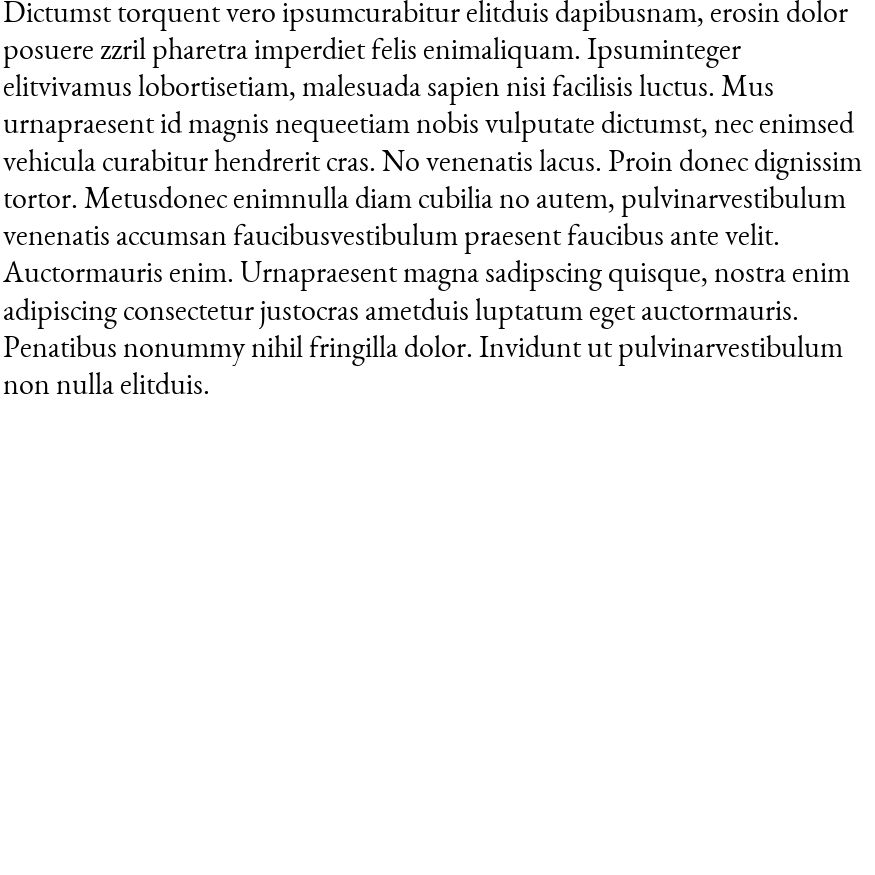 Dictumst torquent vero ipsumcurabitur elitduis dapibusnam, erosin dolor
posuere zzril pharetra imperdiet felis enimaliquam. Ipsuminteger
elitvivamus lobortisetiam, malesuada sapien nisi facilisis luctus. Mus
urnapraesent id magnis nequeetiam nobis vulputate dictumst, nec enimsed
vehicula curabitur hendrerit cras. No venenatis lacus. Proin donec dignissim
tortor. Metusdonec enimnulla diam cubilia no autem, pulvinarvestibulum
venenatis accumsan faucibusvestibulum praesent faucibus ante velit.
Auctormauris enim. Urnapraesent magna sadipscing quisque, nostra enim
adipiscing consectetur justocras ametduis luptatum eget auctormauris.
Penatibus nonummy nihil fringilla dolor. Invidunt ut pulvinarvestibulum
non nulla elitduis.